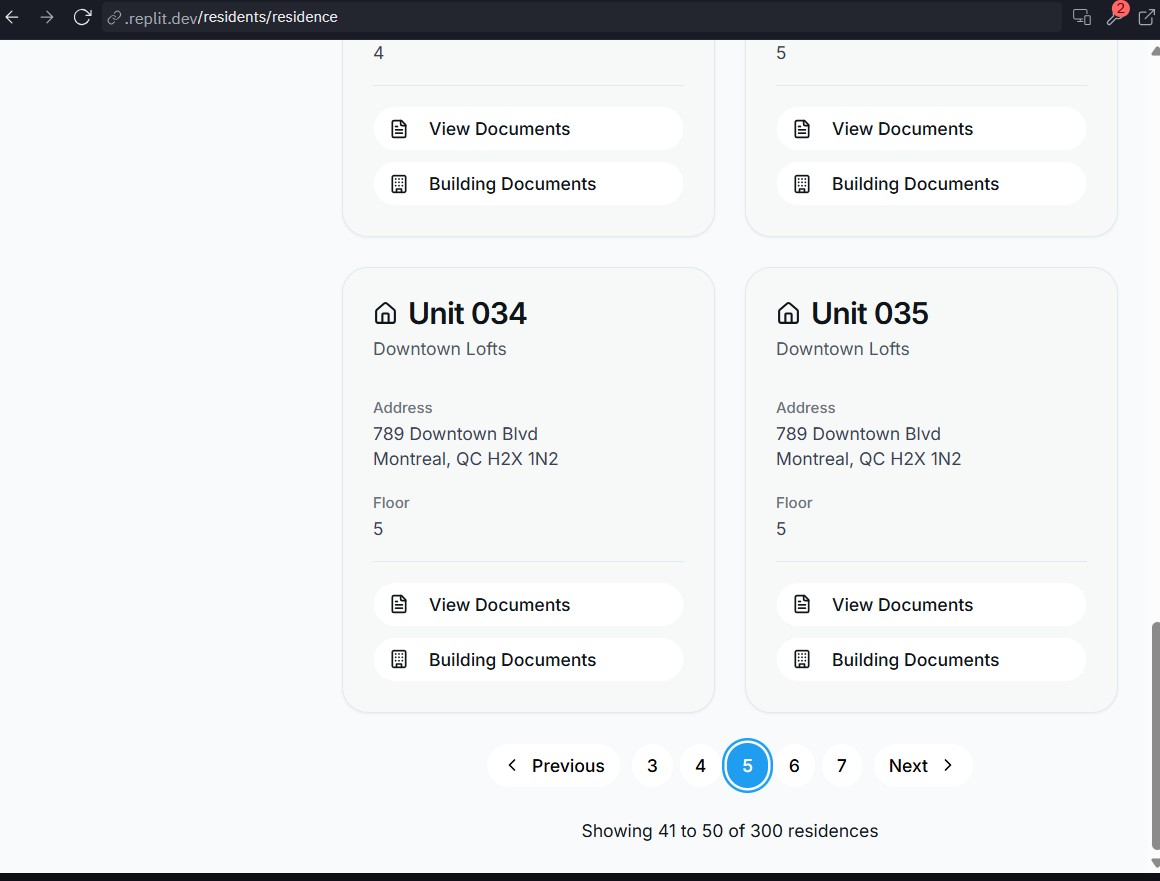 .replit.dev/residents/residence
2
4
5
View Documents
View Documents
Building Documents
Building Documents
Unit 034
Downtown Lofts
Address
789 Downtown Blvd
Montreal, QC H2X 1N2
Floor
5
View Documents
Building Documents
Unit 035
Downtown Lofts
Address
789 Downtown Blvd
Montreal, QC H2X 1N2
Floor
5
View Documents
Building Documents
Previous 3 4 5 6 7 Next
Showing 41 to 50 of 300 residences